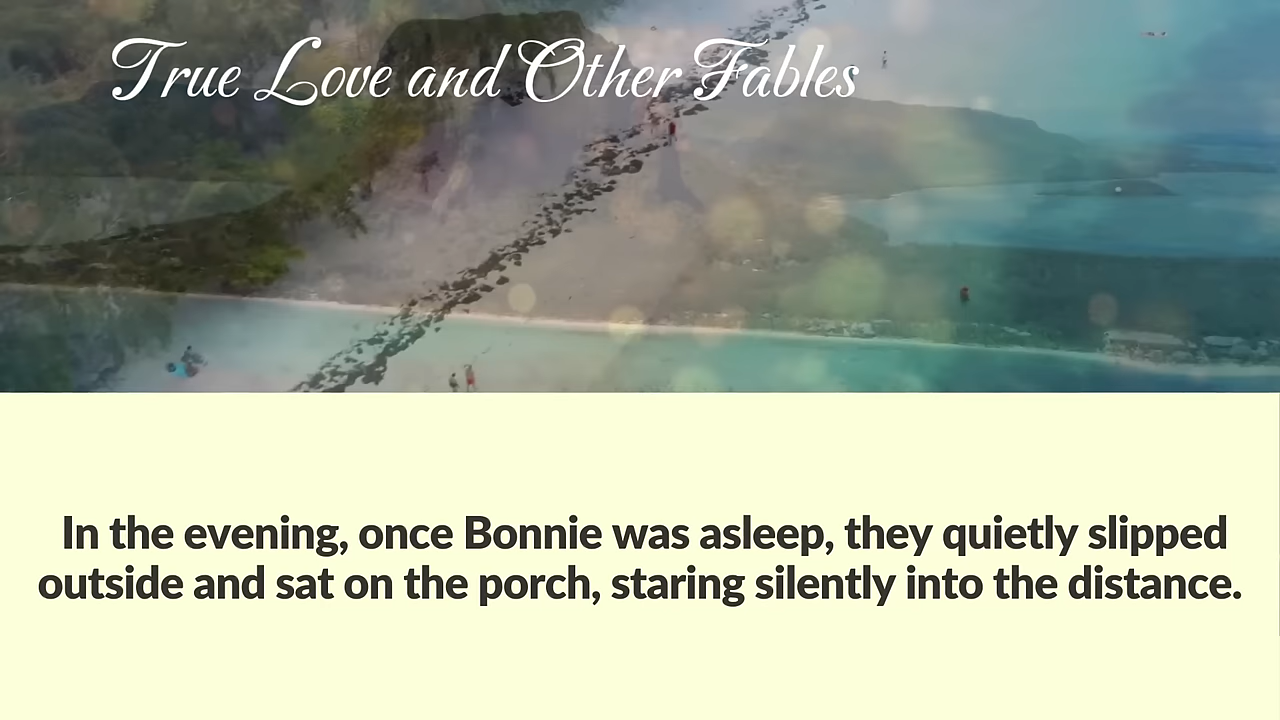 True Love and Other Fables
In the evening, once Bonnie was asleep, they quietly slipped
outside and sat on the porch, staring silently into the distance.